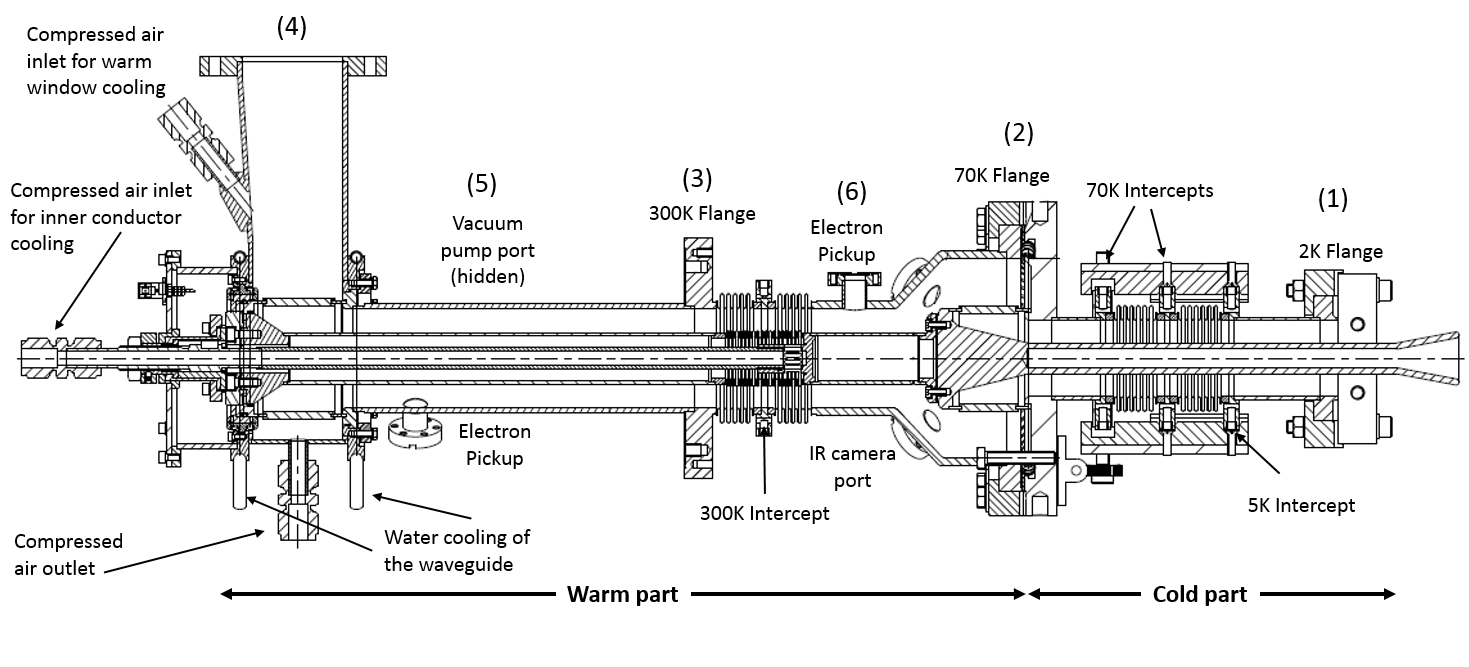 (4)
Compressed air
inlet for warm
window cooling
(2)
Compressed air inlet
for inner conductor
cooling
(5)
Vacuum
pump port
(hidden)
(3)
300K Flange
(6)
Electron
Pickup
70K Flange
70K Intercepts
(1)
2K Flange
Electron
Pickup
IR camera
port
300K Intercept
5K Intercept
Compressed
air outlet
Water cooling of
the waveguide
Warm part
Cold part